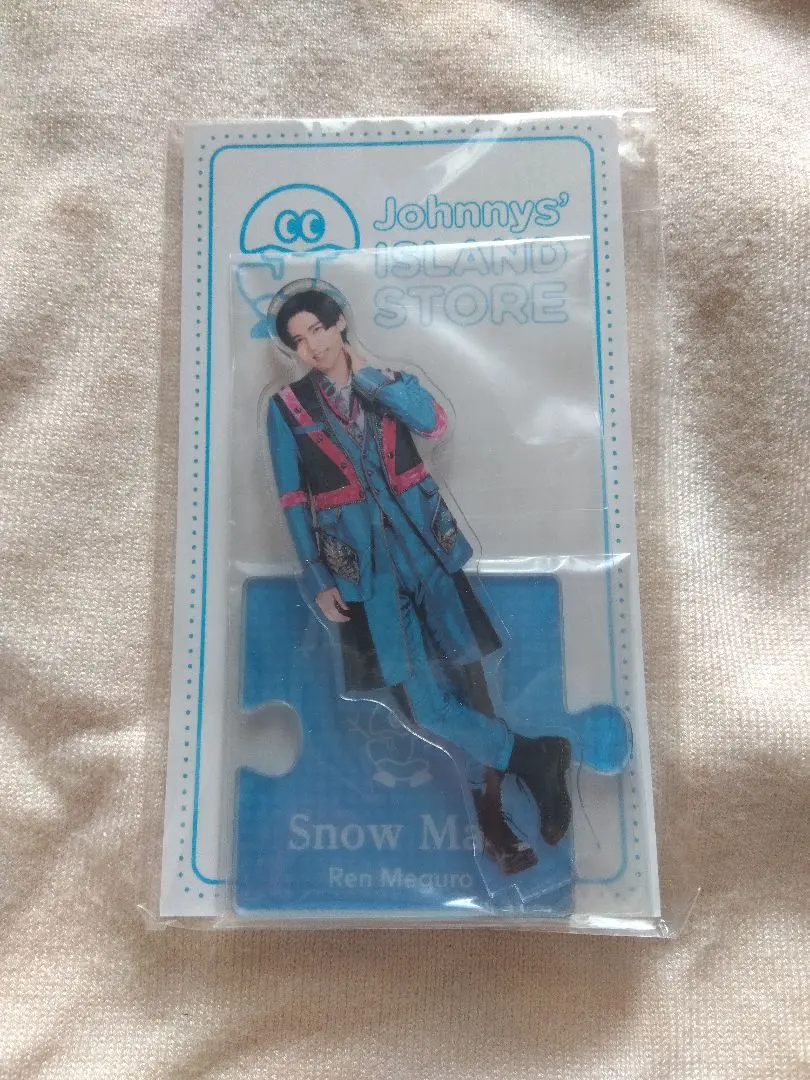 Johnnys'
ISLAND
STORE
Snow Ma
Ren Meguro